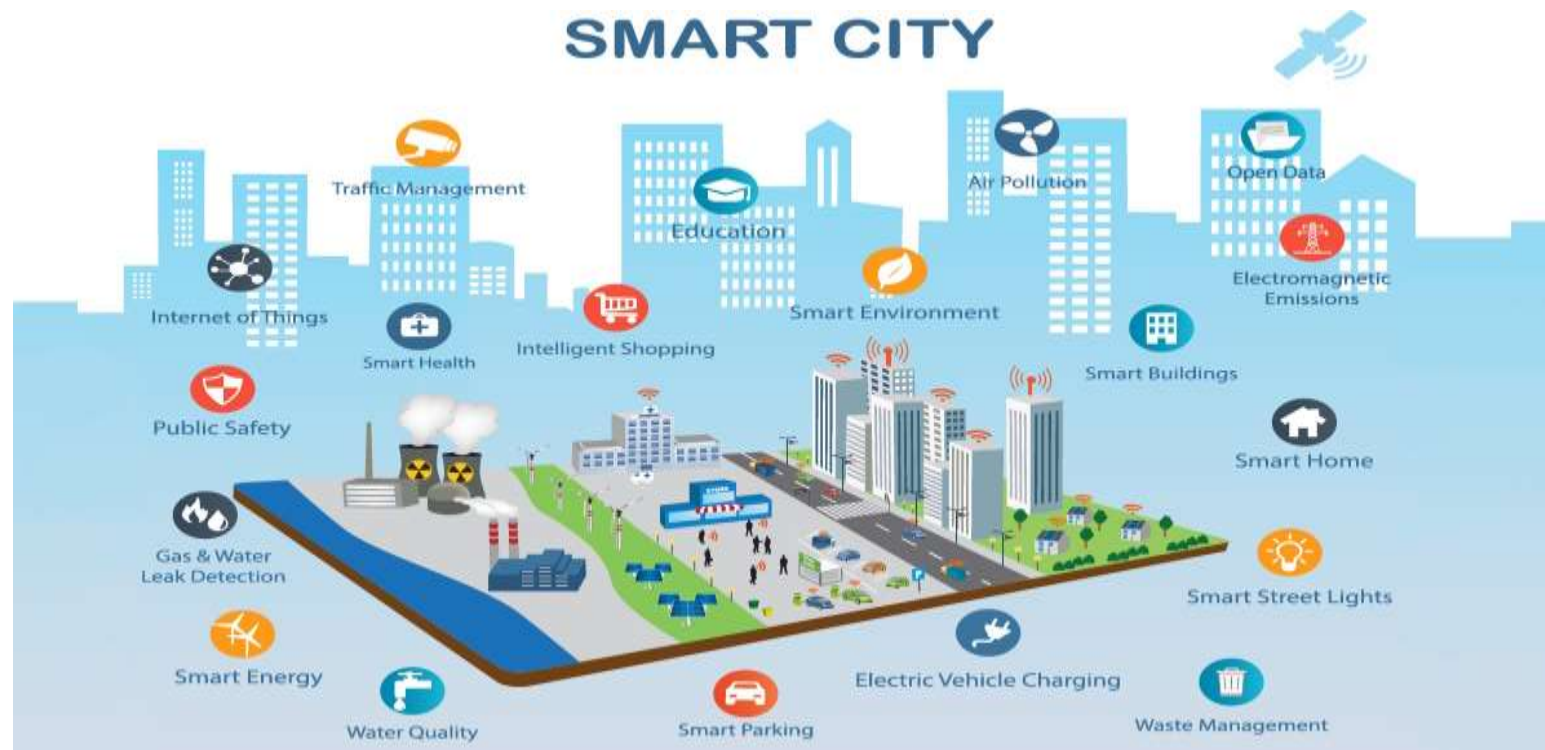 SMART CITY
Traffic Management
Education
Air Pollution
Open Data
Internet of Things
Smart Health
Intelligent Shopping
Smart Environment
Electromagnetic
Emissions
Smart Buildings
Public Safety
Smart Home
Gas & Water
Leak Detection
STORE
P
Smart Street Lights
Smart Energy
Water Quality
Smart Parking
Electric Vehicle Charging
Waste Management